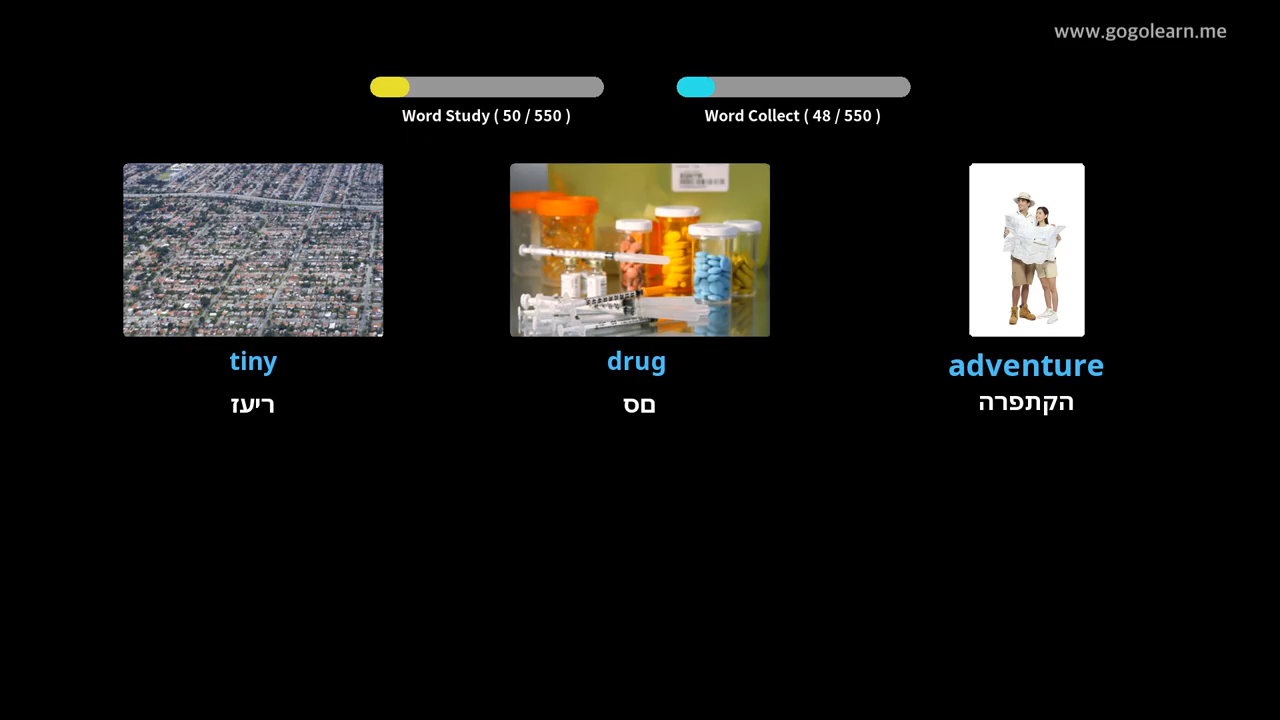 www.gogolearn.me
Word Study ( 50 / 550 )
Word Collect ( 48 / 550 )
tiny
ריעז
drug
םס
adventure
הקתפרה